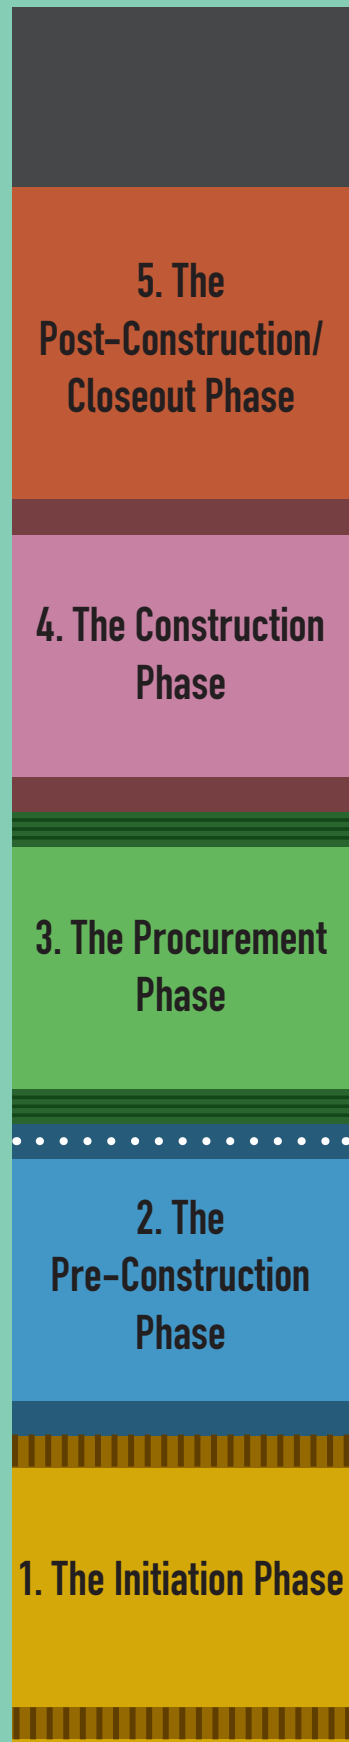 5. The
Post-Construction/
Closeout Phase
4. The Construction
Phase
3. The Procurement
Phase
2. The
Pre-Construction
Phase
1. The Initiation Phase